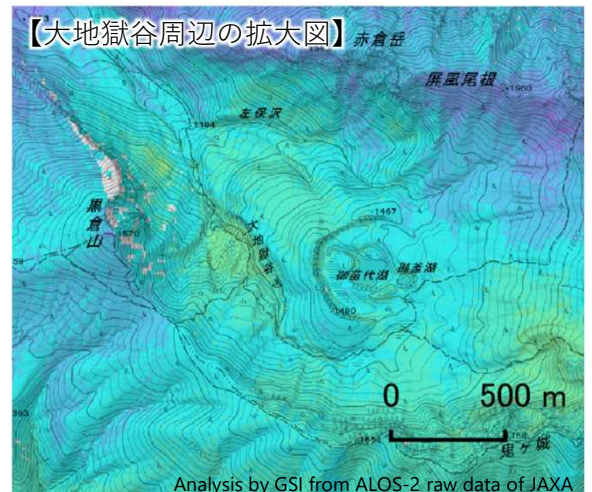 【大地獄谷周辺の拡大図】
赤倉岳
屏風尾根
左保沢
1394
黒倉山
1570
大地獄谷
1467
御苗代湖
御釜湖
1480
0 500 m
鬼ヶ城
Analysis by GSI from ALOS-2 raw data of JAXA